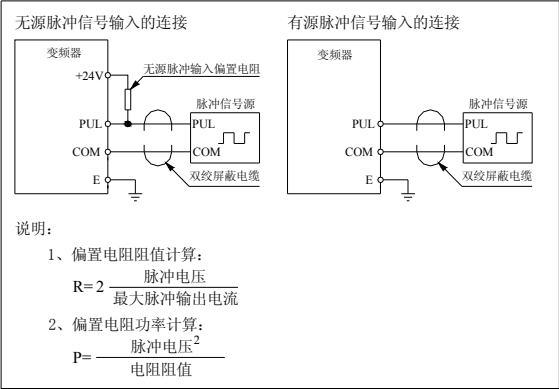 无源脉冲信号输入的连接
变频器
+24V
无源脉冲输入偏置电阻
脉冲信号源
PUL
PUL
COM
COM
双绞屏蔽电缆
E
有源脉冲信号输入的连接
变频器
脉冲信号源
PUL
PUL
COM
COM
双绞屏蔽电缆
E
说明:
1、偏置电阻阻值计算:
R=2 脉冲电压
最大脉冲输出电流
2、偏置电阻功率计算:
P= 脉冲电压²
电阻阻值